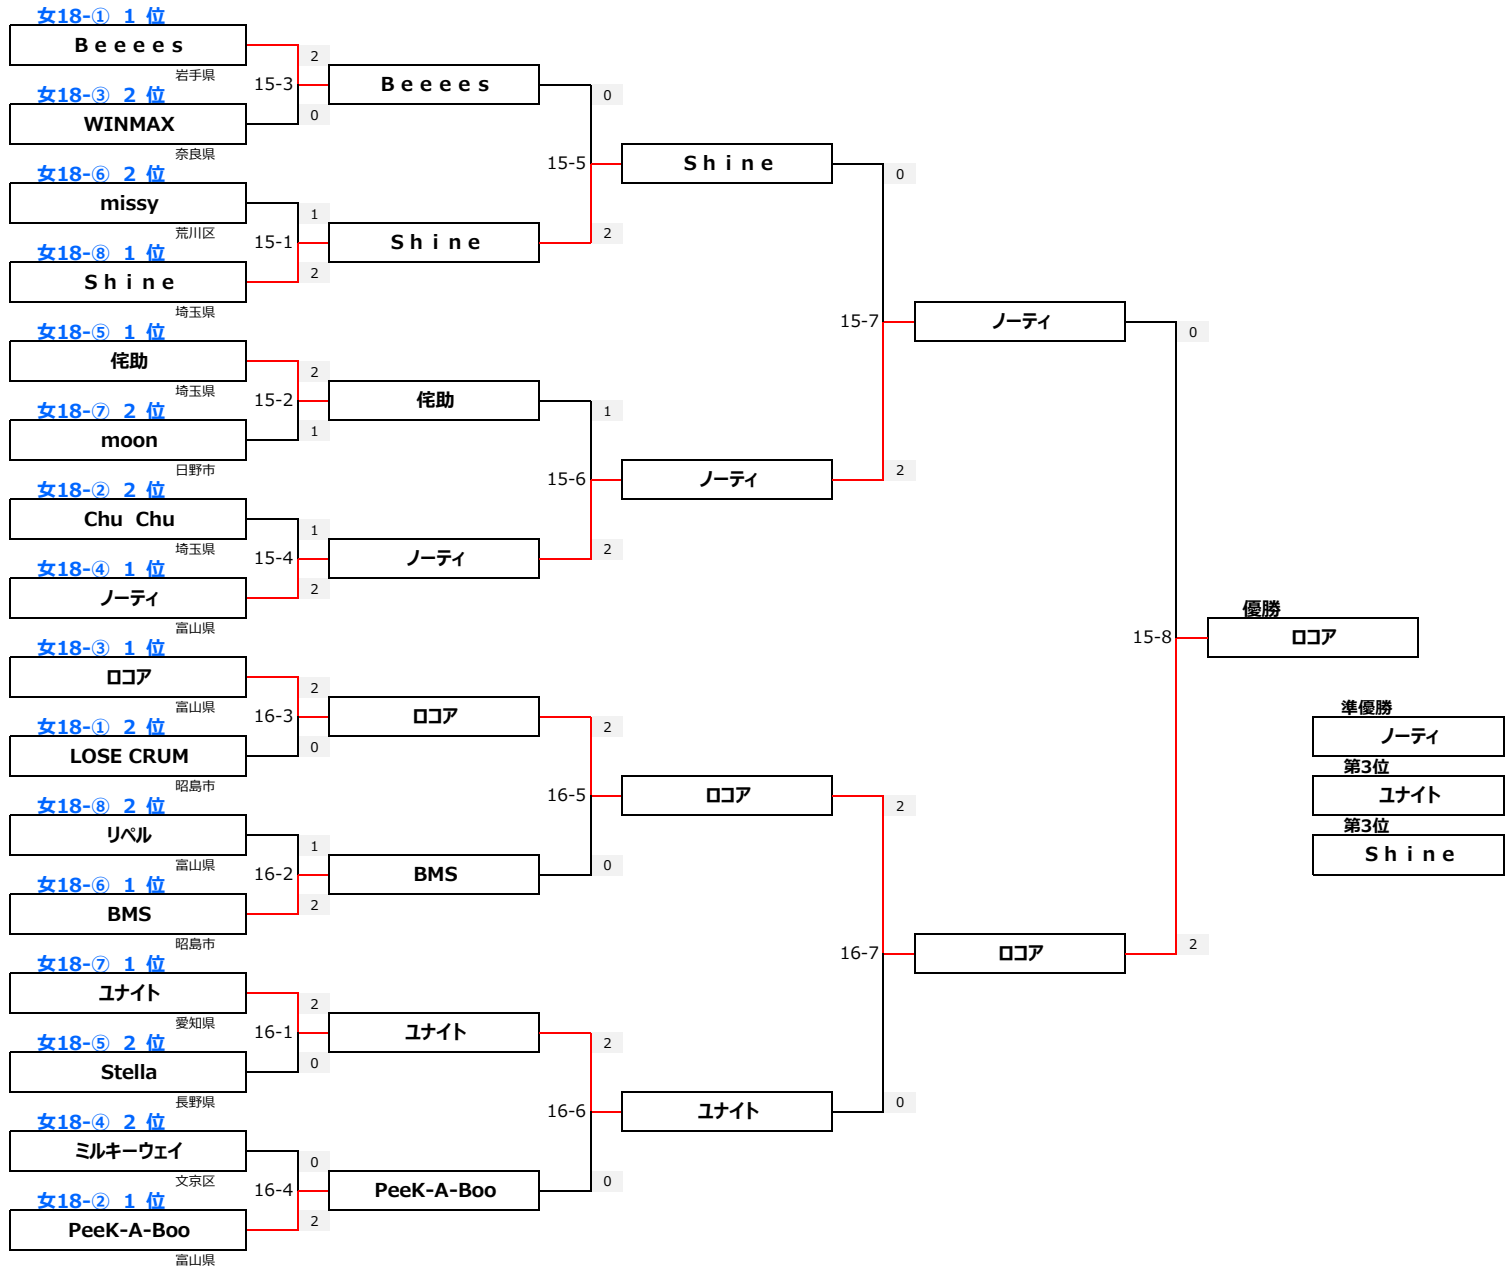 女18-① 1 位
Ｂｅｅｅｅｓ
岩手県
15-3
2
0
女18-③ 2 位
WINMAX
奈良県
Ｂｅｅｅｅｓ
女18-⑥ 2 位
missy
荒川区
15-1
1
2
女18-⑧ 1 位
Ｓｈｉｎｅ
埼玉県
Ｓｈｉｎｅ
15-5
0
2
Ｓｈｉｎｅ
女18-⑤ 1 位
侘助
埼玉県
15-2
2
1
女18-⑦ 2 位
moon
日野市
侘助
女18-② 2 位
Chu Chu
埼玉県
15-4
1
2
女18-④ 1 位
ノーティ
富山県
ノーティ
15-6
1
2
ノーティ
15-7
0
2
ノーティ
女18-③ 1 位
ロコア
富山県
16-3
2
0
女18-① 2 位
LOSE CRUM
昭島市
ロコア
女18-⑧ 2 位
リペル
富山県
16-2
1
2
女18-⑥ 1 位
BMS
昭島市
BMS
16-5
2
0
ロコア
女18-⑦ 1 位
ユナイト
愛知県
16-1
2
0
女18-⑤ 2 位
Stella
長野県
ユナイト
女18-④ 2 位
ミルキーウェイ
文京区
16-4
0
2
女18-② 1 位
PeeK-A-Boo
富山県
PeeK-A-Boo
16-6
2
0
ユナイト
16-7
2
0
ロコア
15-8
0
2
優勝
ロコア
準優勝
ノーティ
第3位
ユナイト
第3位
Ｓｈｉｎｅ